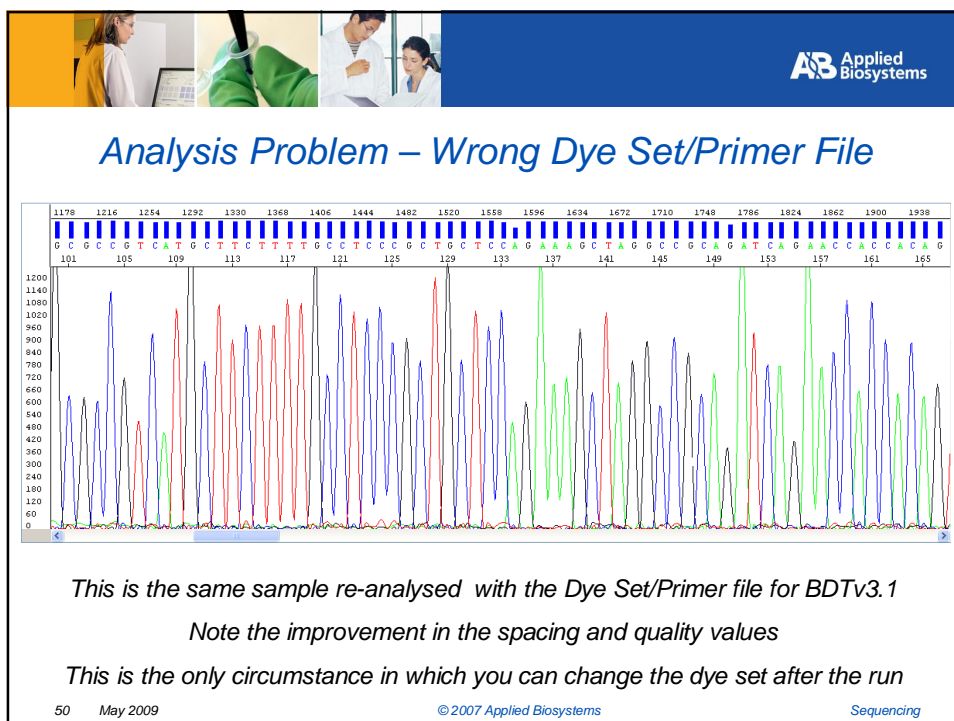 AB Applied
Biosystems
Analysis Problem – Wrong Dye Set/Primer File
1178 1216 1254 1292 1330 1368 1406 1444 1482 1520 1558 1596 1634 1672 1710 1748 1786 1824 1862 1900 1938
G C G C C G T C A T G C T T C T T T T G C C T C C C G C T G C T C C A G A A A G C T A G G C C G C A G A T C A G A A C C A C C A C A G
101 105 109 113 117 121 125 129 133 137 141 145 149 153 157 161 165
1200
1140
1080
1020
960
900
840
780
720
660
600
540
480
420
360
300
240
180
120
60
0
This is the same sample re-analysed with the Dye Set/Primer file for BDTv3.1
Note the improvement in the spacing and quality values
This is the only circumstance in which you can change the dye set after the run
50 May 2009 © 2007 Applied Biosystems Sequencing